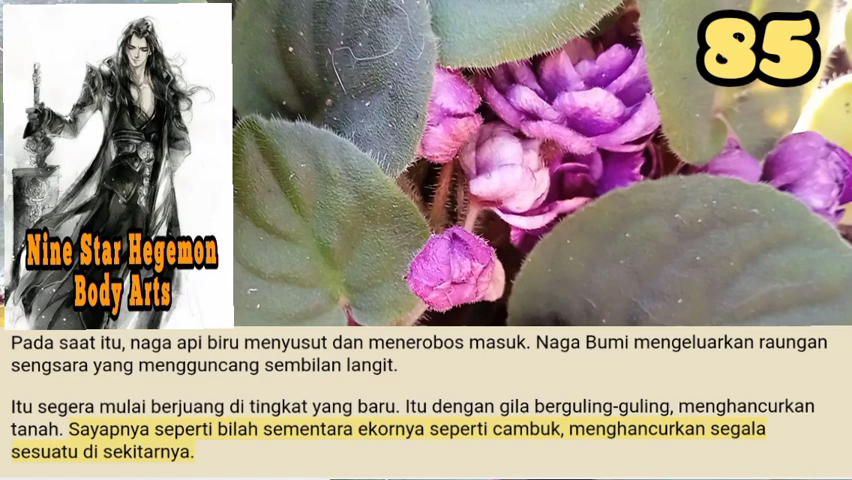 85
Nine Star Hegemon
Body Arts
Pada saat itu, naga api biru menyusut dan menerobos masuk. Naga Bumi mengeluarkan raungan
sengsara yang mengguncang sembilan langit.
Itu segera mulai berjuang di tingkat yang baru. Itu dengan gila berguling-guling, menghancurkan
tanah. Sayapnya seperti bilah sementara ekornya seperti cambuk, menghancurkan segala
sesuatu di sekitarnya.